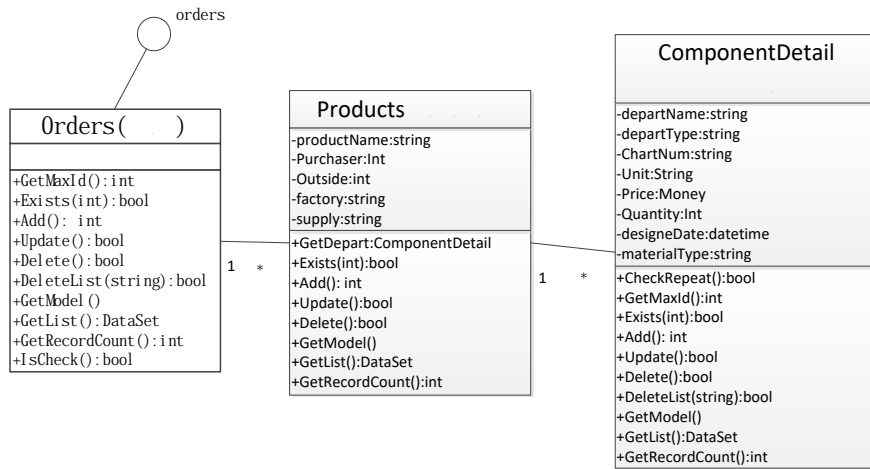 orders
Orders( )
+GetMaxId():int
+Exists(int):bool
+Add(): int
+Update():bool
+Delete():bool
+DeleteList(string):bool
+GetModel()
+GetList():DataSet
+GetRecordCount():int
+IsCheck():bool
1 *
Products
-productName:string
-Purchaser:Int
-Outside:int
-factory:string
-supply:string
+GetDepart:ComponentDetail
+Exists(int):bool
+Add(): int
+Update():bool
+Delete():bool
+GetModel()
+GetList():DataSet
+GetRecordCount():int
1 *
ComponentDetail
-departName:string
-departType:string
-ChartNum:string
-Unit:String
-Price:Money
-Quantity:Int
-designeDate:datetime
-materialType:string
+CheckRepeat():bool
+GetMaxId():int
+Exists(int):bool
+Add(): int
+Update():bool
+Delete():bool
+DeleteList(string):bool
+GetModel()
+GetList():DataSet
+GetRecordCount():int